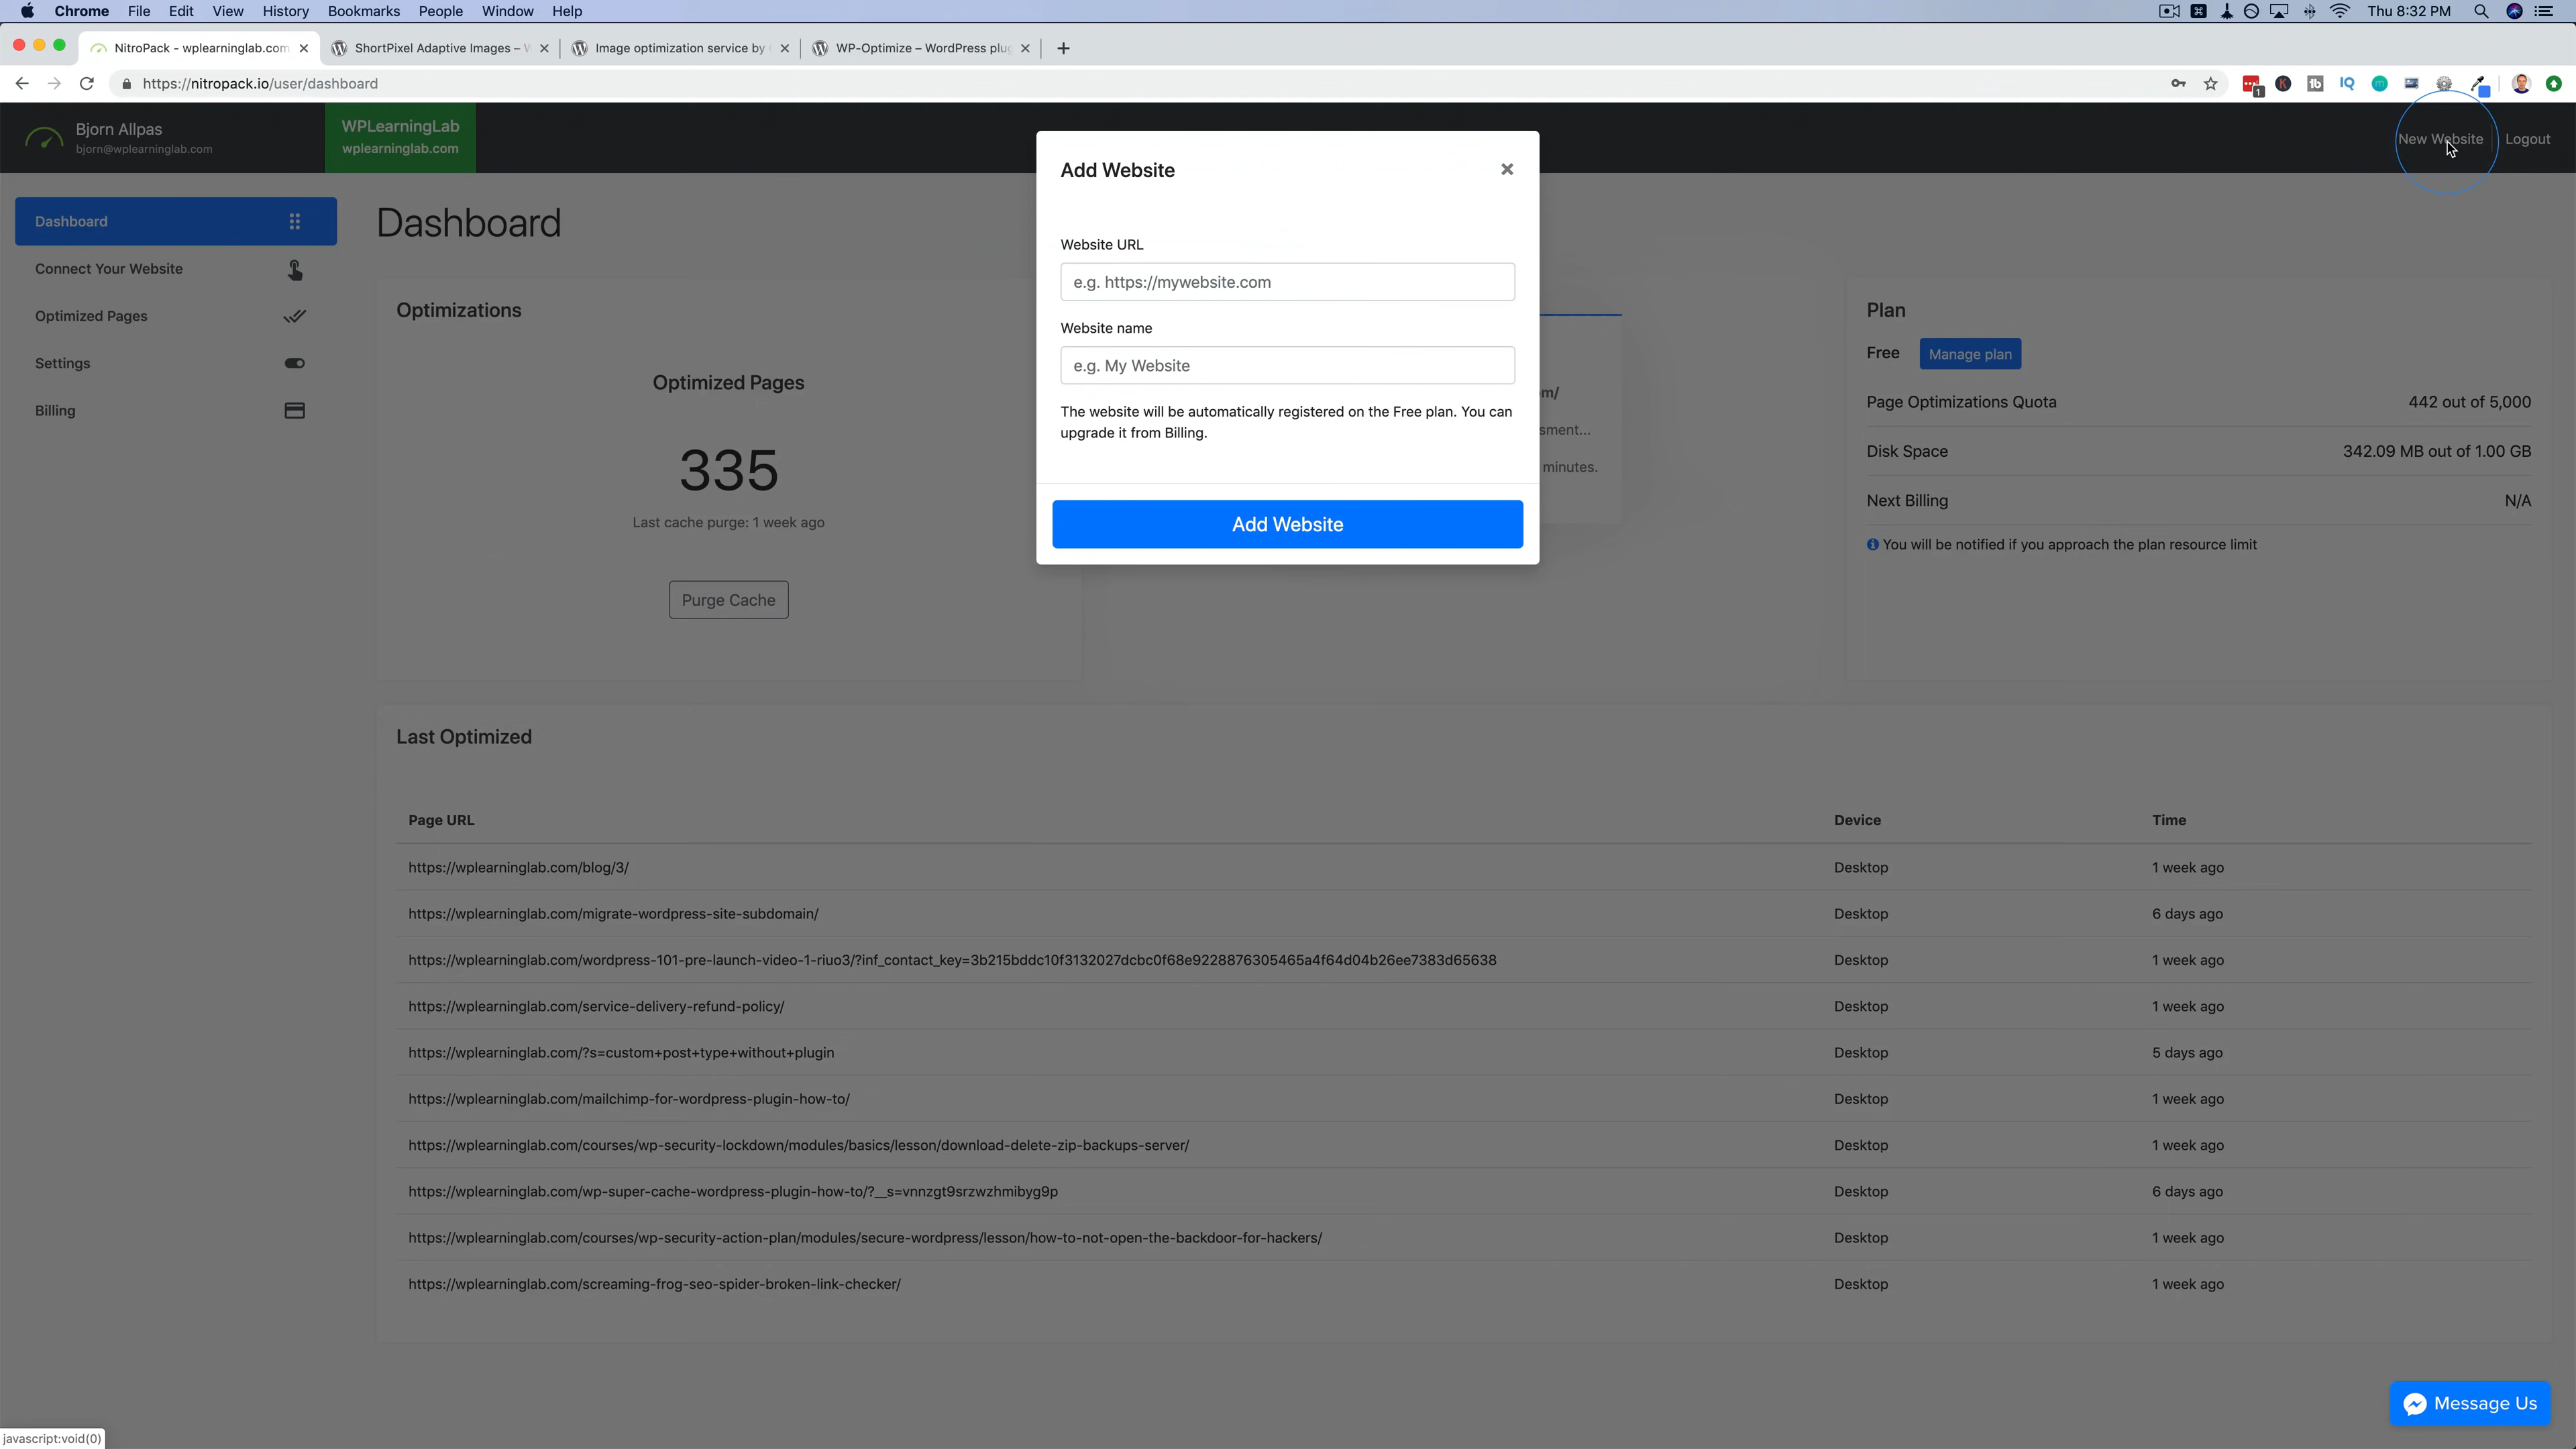 Chrome File Edit View History Bookmarks People Window Help Thu 8:32 PM
NitroPack - wplearninglab.com ShortPixel Adaptive Images – Image optimization service by WP-Optimize – WordPress plug
https://nitropack.io/user/dashboard
Bjorn Allpas
bjorn@wplearninglab.com
WPLearningLab
wplearninglab.com
New Website Logout
Dashboard
Connect Your Website
Optimized Pages
Settings
Billing
Dashboard
Optimizations
Optimized Pages
335
Last cache purge: 1 week ago
Purge Cache
Add Website
Website URL
e.g. https://mywebsite.com
Website name
e.g. My Website
The website will be automatically registered on the Free plan. You can
upgrade it from Billing.
Add Website
om/
sment...
minutes.
Plan
Free Manage plan
Page Optimizations Quota 442 out of 5,000
Disk Space 342.09 MB out of 1.00 GB
Next Billing N/A
You will be notified if you approach the plan resource limit
Last Optimized
Page URL Device Time
https://wplearninglab.com/blog/3/ Desktop 1 week ago
https://wplearninglab.com/migrate-wordpress-site-subdomain/ Desktop 6 days ago
https://wplearninglab.com/wordpress-101-pre-launch-video-1-riuo3/?inf_contact_key=3b215bddc10f3132027dcbc0f68e9228876305465a4f64d04b26ee7383d65638 Desktop 1 week ago
https://wplearninglab.com/service-delivery-refund-policy/ Desktop 1 week ago
https://wplearninglab.com/?s=custom+post+type+without+plugin Desktop 5 days ago
https://wplearninglab.com/mailchimp-for-wordpress-plugin-how-to/ Desktop 1 week ago
https://wplearninglab.com/courses/wp-security-lockdown/modules/basics/lesson/download-delete-zip-backups-server/ Desktop 1 week ago
https://wplearninglab.com/wp-super-cache-wordpress-plugin-how-to/?__s=vnnzgt9srzwzhmibyg9p Desktop 6 days ago
https://wplearninglab.com/courses/wp-security-action-plan/modules/secure-wordpress/lesson/how-to-not-open-the-backdoor-for-hackers/ Desktop 1 week ago
https://wplearninglab.com/screaming-frog-seo-spider-broken-link-checker/ Desktop 1 week ago
Message Us
javascript:void(0)